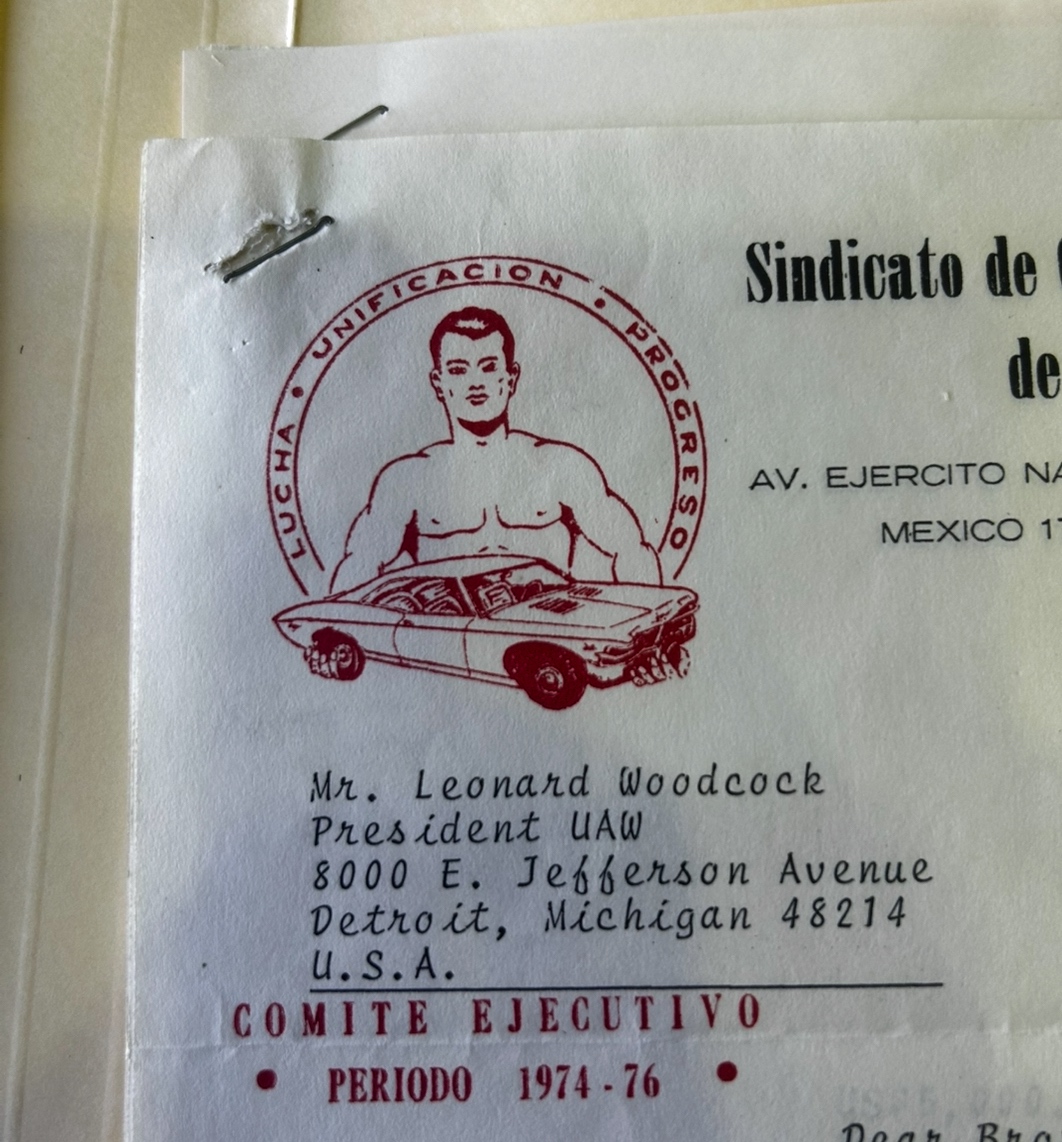 LUCHA • UNIFICACION • PROGRESO
Sindicato de
de
AV. EJERCITO
MEXICO
Mr. Leonard Woodcock
President UAW
8000 E. Jefferson Avenue
Detroit, Michigan 48214
U.S.A.
COMITE EJECUTIVO
• PERIODO 1974-76 •
Dear